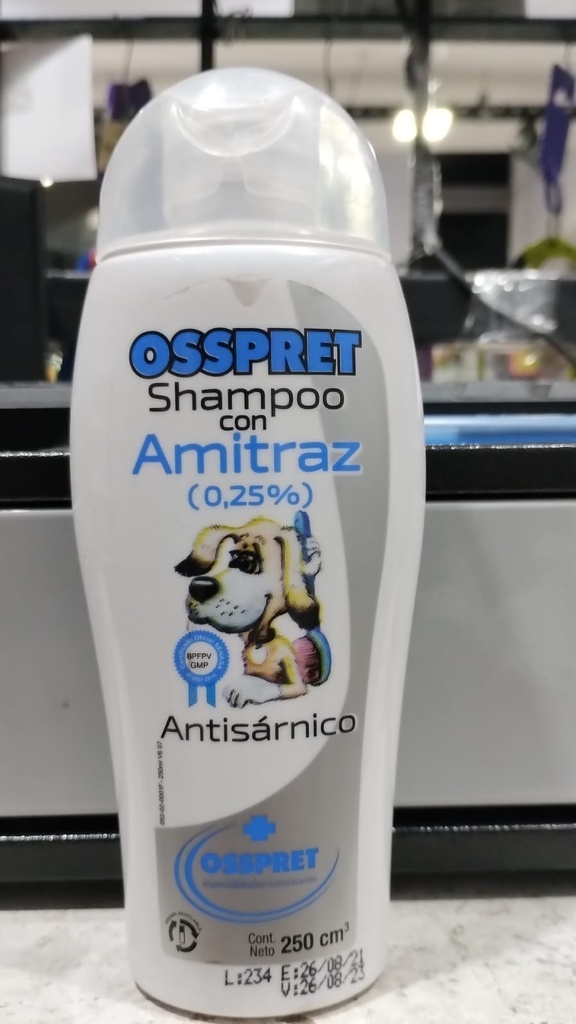 OSSPRET
Shampoo
con
Amitraz
(0,25%)
BPFPV
GMP
Antisárnico
OSSPRET
Cont.
Neto 250 cm³
L:234 E:26/08/21
V:26/08/23